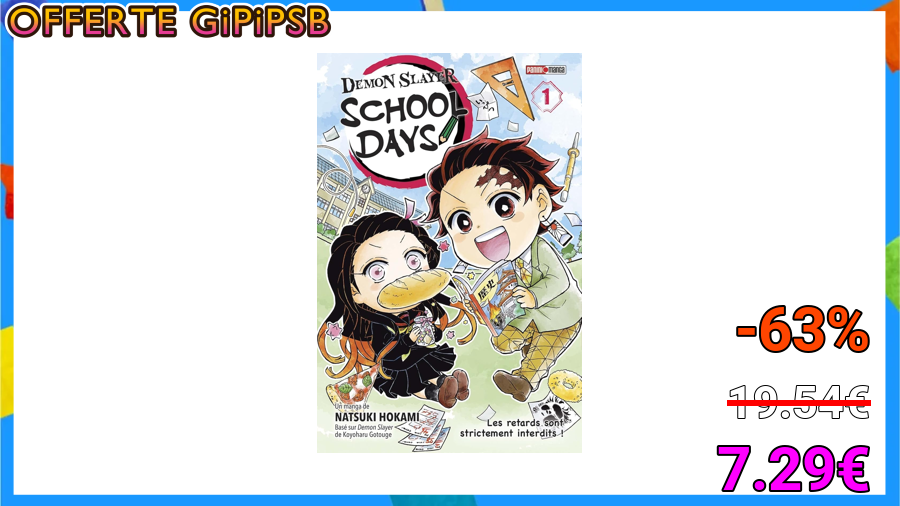 OFFERTE GiPiPSB
DEMON SLAYER
PANINI MANGA
SCHOOL
DAYS
1
Un manga de
NATSUKI HOKAMI
Basé sur Demon Slayer
de Koyoharu Gotouge
Les retards sont
strictement interdits !
-63%
19.54€
7.29€